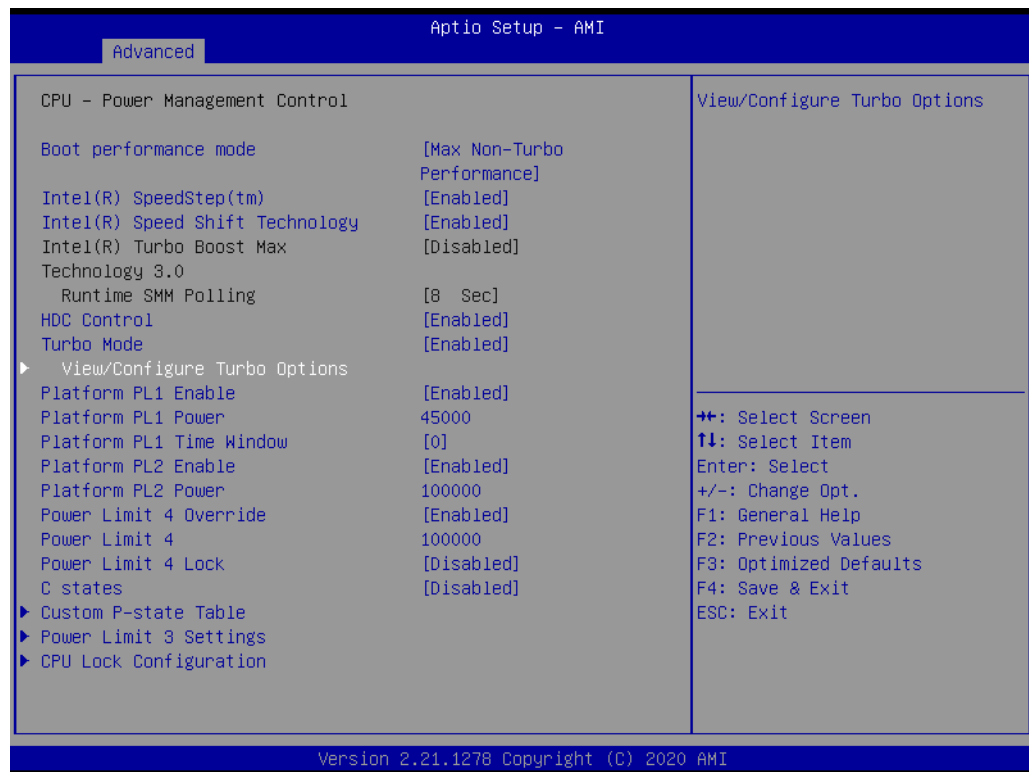 Aptio Setup – AMI
Advanced
CPU – Power Management Control
Boot performance mode [Max Non-Turbo
Performance]
Intel(R) SpeedStep(tm) [Enabled]
Intel(R) Speed Shift Technology [Enabled]
Intel(R) Turbo Boost Max [Disabled]
Technology 3.0
Runtime SMM Polling [8 Sec]
HDC Control [Enabled]
Turbo Mode [Enabled]
View/Configure Turbo Options
Platform PL1 Enable [Enabled]
Platform PL1 Power 45000
Platform PL1 Time Window [0]
Platform PL2 Enable [Enabled]
Platform PL2 Power 100000
Power Limit 4 Override [Enabled]
Power Limit 4 100000
Power Limit 4 Lock [Disabled]
C states [Disabled]
Custom P-state Table
Power Limit 3 Settings
CPU Lock Configuration
View/Configure Turbo Options
→←: Select Screen
↑↓: Select Item
Enter: Select
+/-: Change Opt.
F1: General Help
F2: Previous Values
F3: Optimized Defaults
F4: Save & Exit
ESC: Exit
Version 2.21.1278 Copyright (C) 2020 AMI